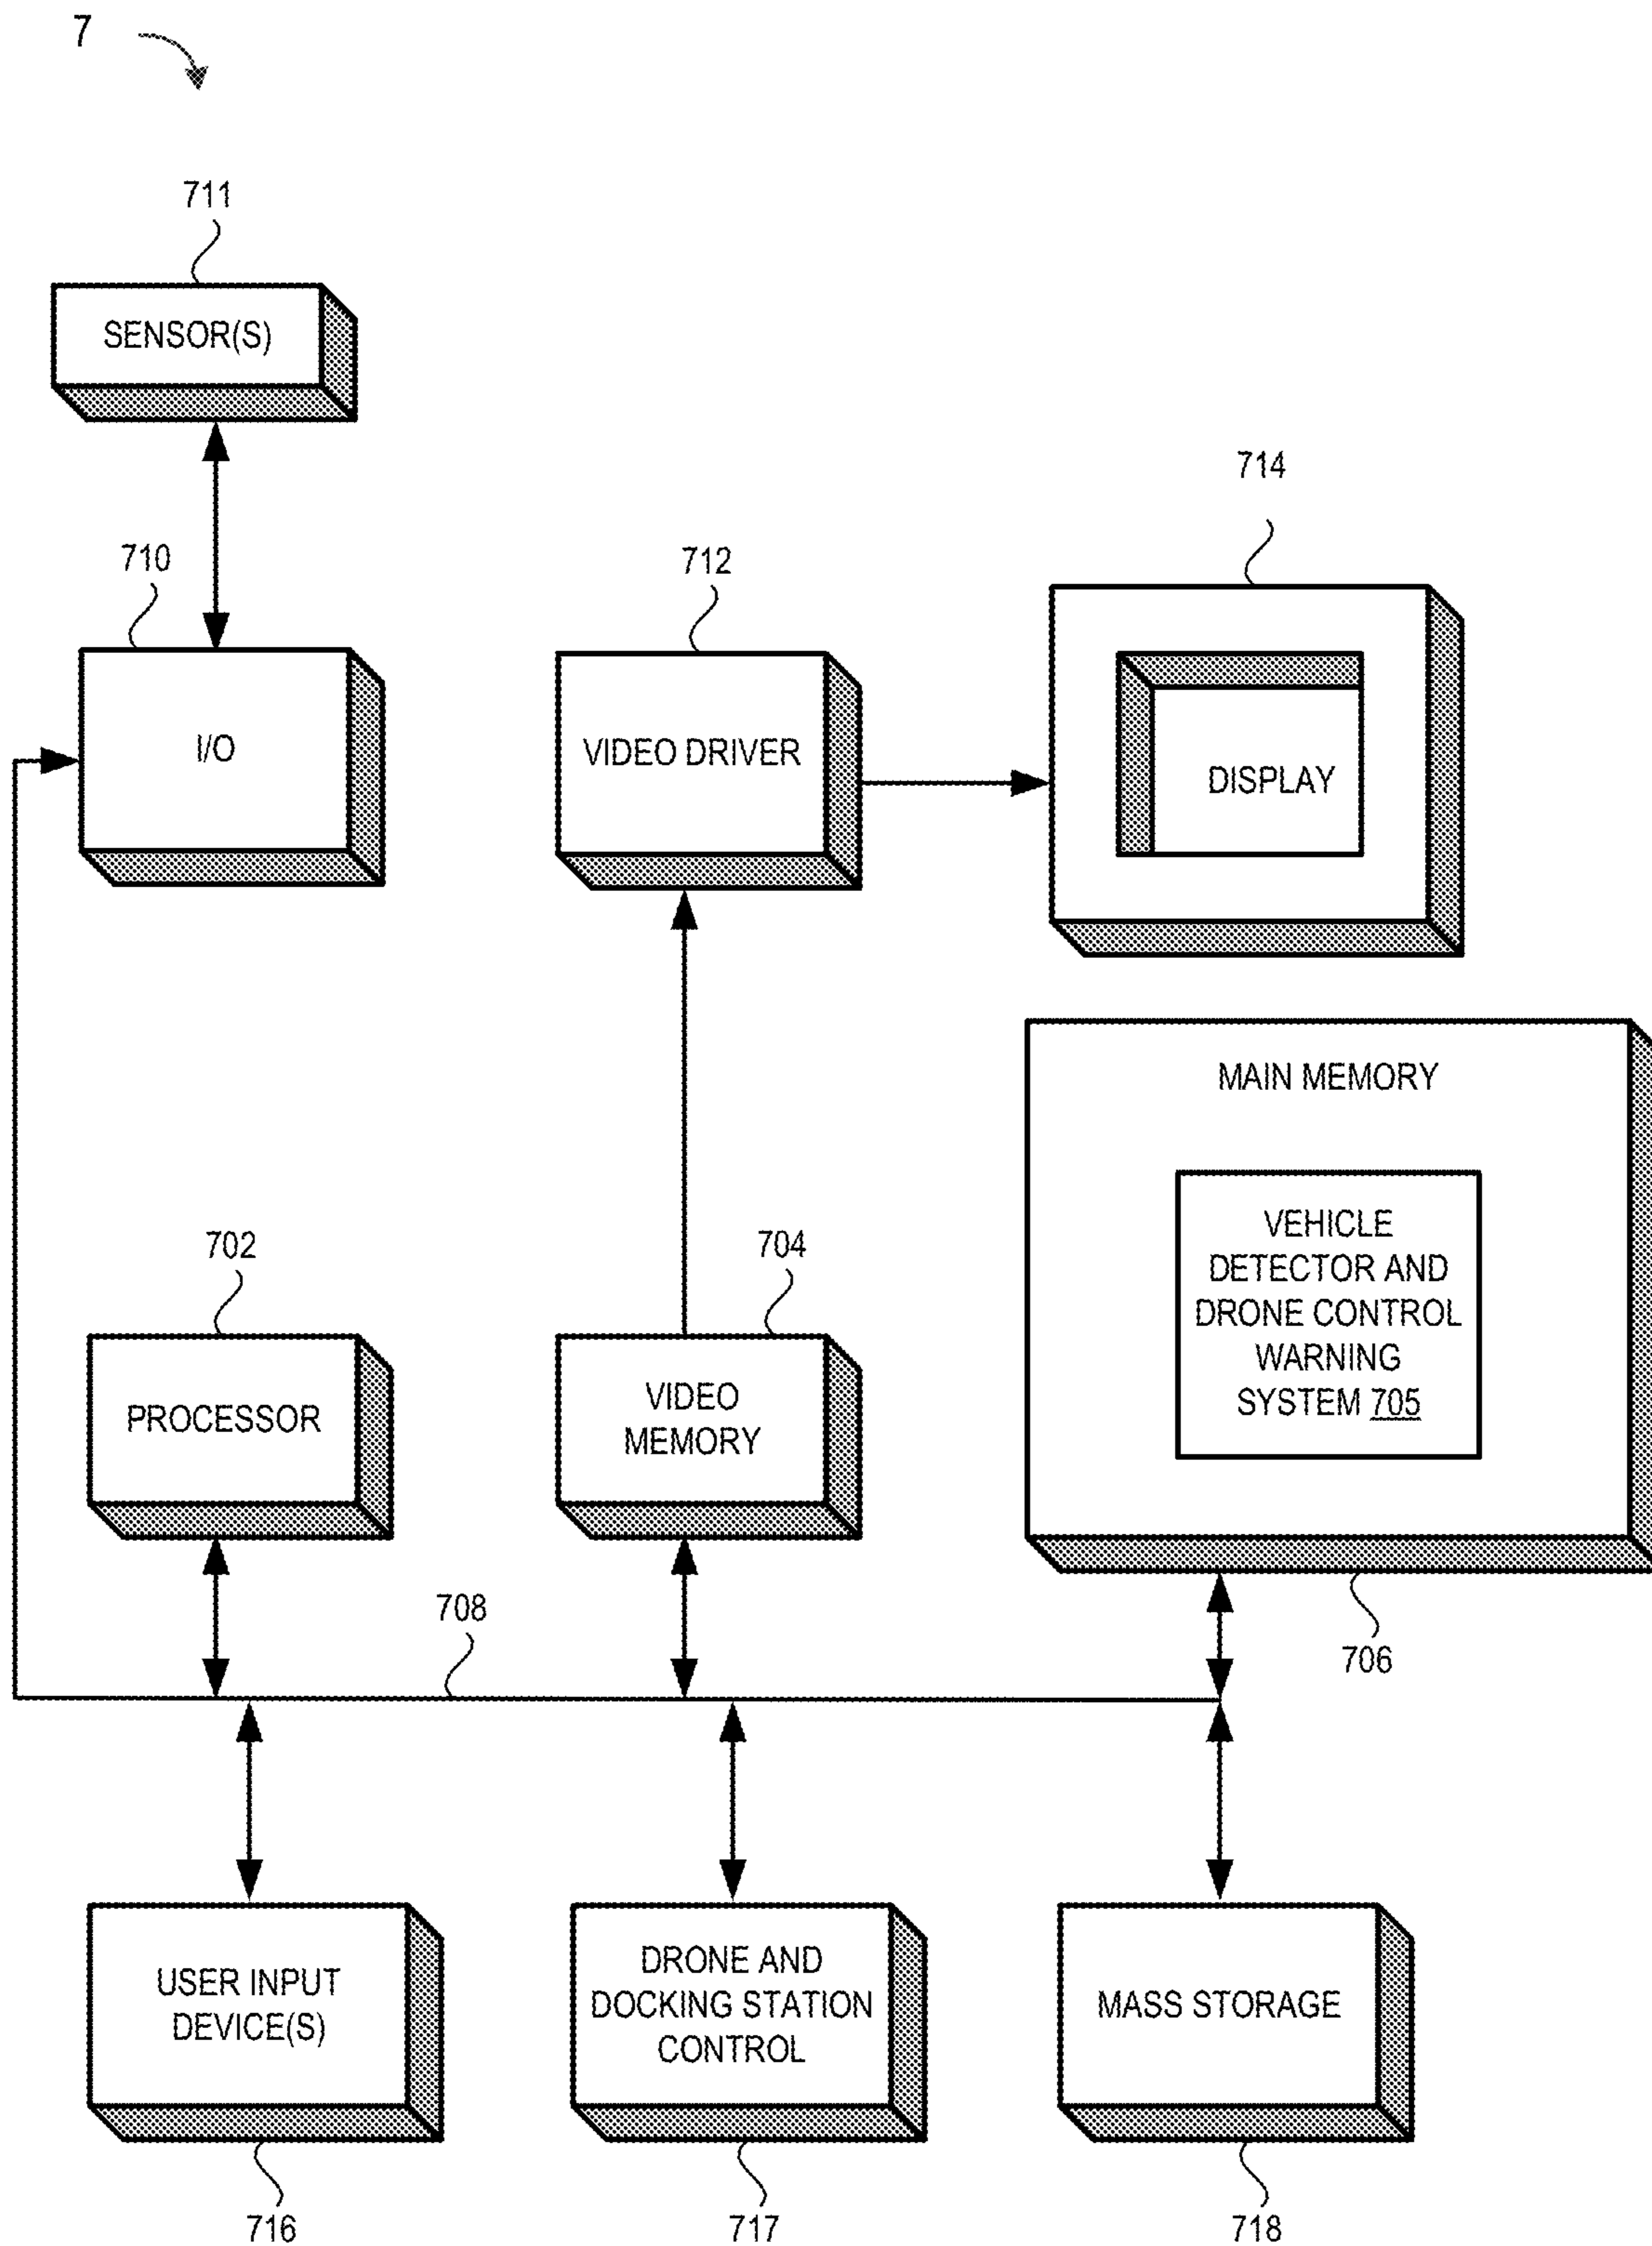 7
711
SENSOR(S)
714
710
712
I/O
VIDEO DRIVER
DISPLAY
MAIN MEMORY
VEHICLE
DETECTOR AND
DRONE CONTROL
WARNING
SYSTEM 705
702
704
PROCESSOR
VIDEO
MEMORY
708
706
USER INPUT
DEVICE(S)
DRONE AND
DOCKING STATION
CONTROL
MASS STORAGE
716
717
718